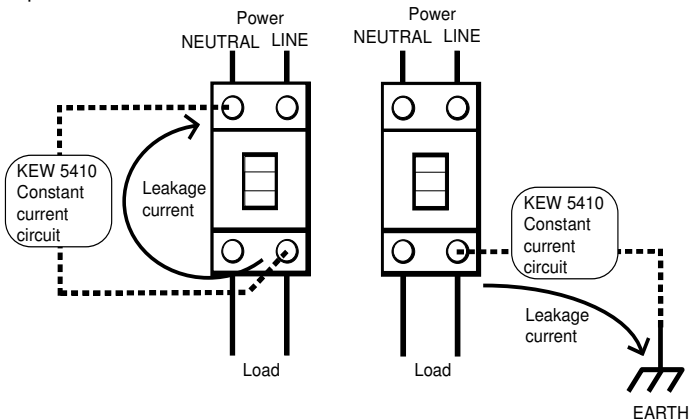 Power
NEUTRAL LINE
KEW 5410
Constant
current
circuit
Leakage
current
Load
Power
NEUTRAL LINE
KEW 5410
Constant
current
circuit
Leakage
current
Load
EARTH